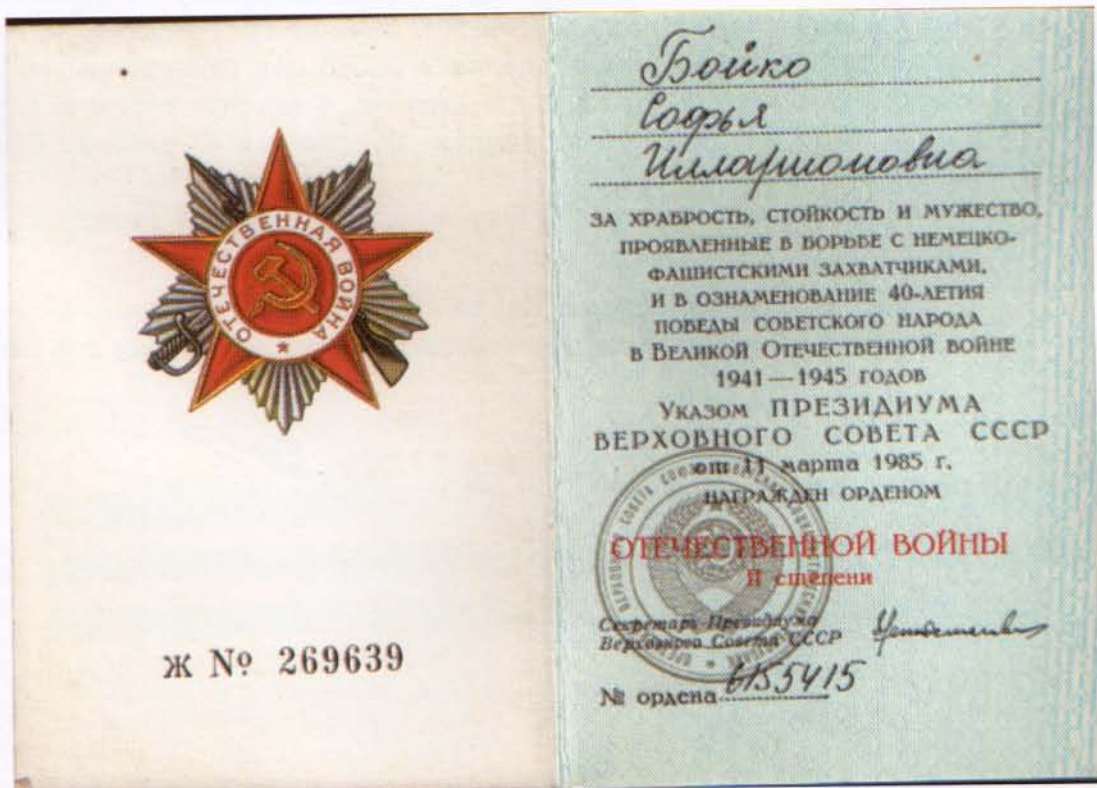 ОТЕЧЕСТВЕННАЯ ВОЙНА
Ж № 269639
Бойко
Софья
Илларионовна
ЗА ХРАБРОСТЬ, СТОЙКОСТЬ И МУЖЕСТВО,
ПРОЯВЛЕННЫЕ В БОРЬБЕ С НЕМЕЦКО-
ФАШИСТСКИМИ ЗАХВАТЧИКАМИ,
И В ОЗНАМЕНОВАНИЕ 40-ЛЕТИЯ
ПОБЕДЫ СОВЕТСКОГО НАРОДА
В ВЕЛИКОЙ ОТЕЧЕСТВЕННОЙ ВОЙНЕ
1941—1945 ГОДОВ
УКАЗОМ ПРЕЗИДИУМА
ВЕРХОВНОГО СОВЕТА СССР
от 11 марта 1985 г.
НАГРАЖДЕН ОРДЕНОМ
ОТЕЧЕСТВЕННОЙ ВОЙНЫ
II степени
Секретарь Президиума
Верховного Совета СССР
№ ордена 6155415